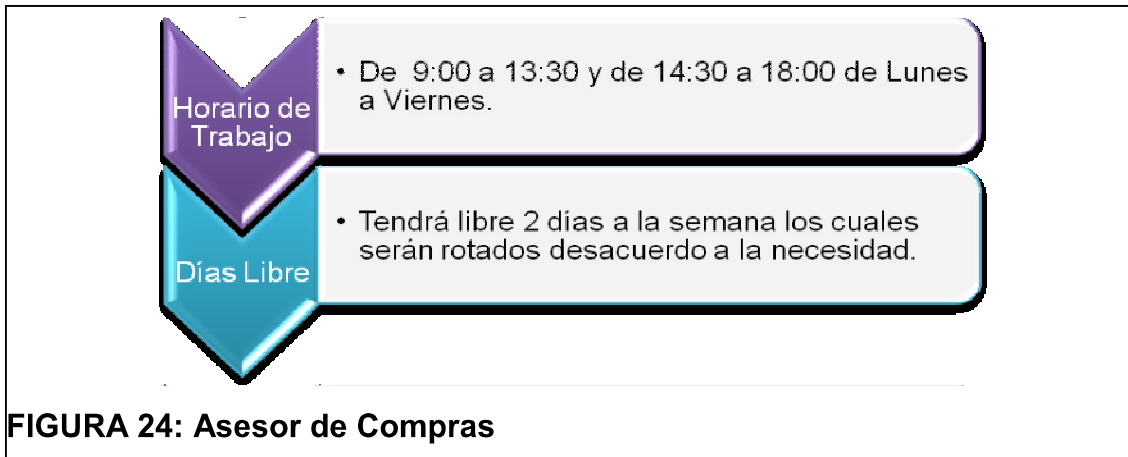 Horario de
Trabajo
• De  9:00 a 13:30 y de 14:30 a 18:00 de Lunes
a Viernes.
Días Libre
• Tendrá libre 2 días a la semana los cuales
serán rotados desacuerdo a la necesidad.
FIGURA 24: Asesor de Compras